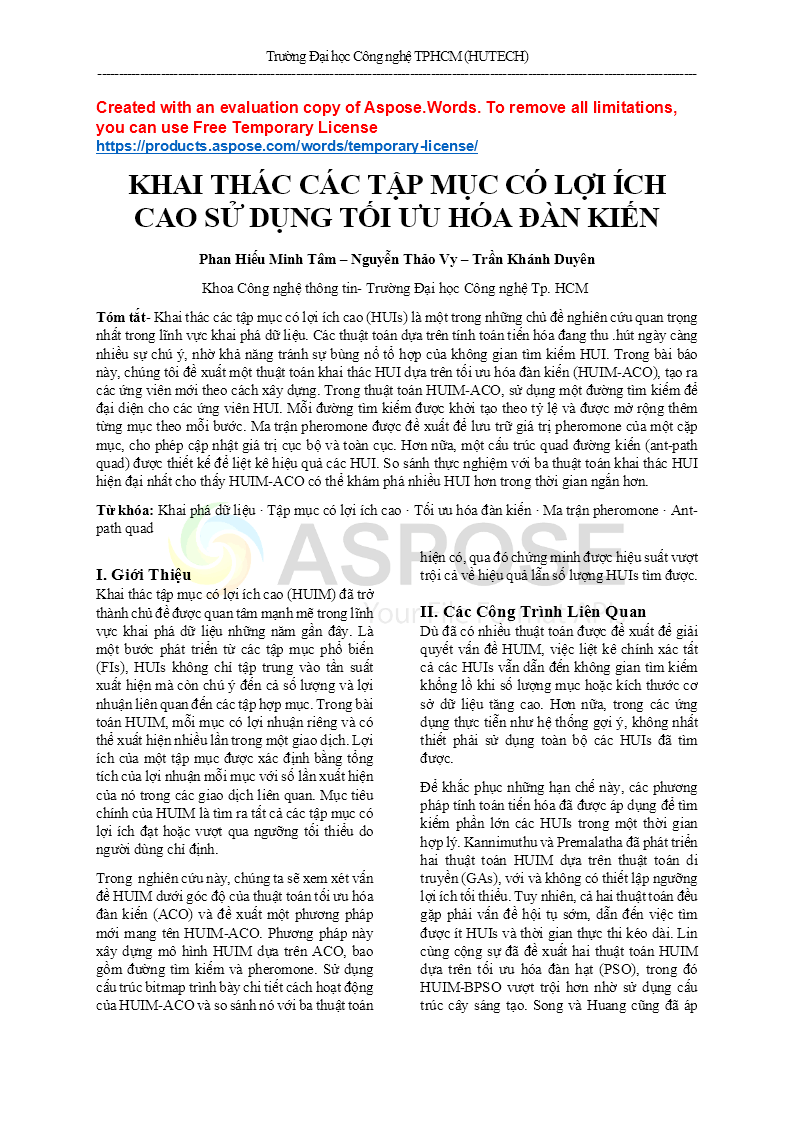 Trường Đại học Công nghệ TPHCM (HUTECH)
Created with an evaluation copy of Aspose.Words. To remove all limitations,
you can use Free Temporary License
https://products.aspose.com/words/temporary-license/
KHAI THÁC CÁC TẬP MỤC CÓ LỢI ÍCH
CAO SỬ DỤNG TỐI ƯU HÓA ĐÀN KIẾN
Phan Hiếu Minh Tâm – Nguyễn Thảo Vy – Trần Khánh Duyên
Khoa Công nghệ thông tin- Trường Đại học Công nghệ Tp. HCM
Tóm tắt- Khai thác các tập mục có lợi ích cao (HUIs) là một trong những chủ đề nghiên cứu quan trọng
nhất trong lĩnh vực khai phá dữ liệu. Các thuật toán dựa trên tính toán tiến hóa đang thu .hút ngày càng
nhiều sự chú ý, nhờ khả năng tránh sự bùng nổ tổ hợp của không gian tìm kiếm HUI. Trong bài báo
này, chúng tôi đề xuất một thuật toán khai thác HUI dựa trên tối ưu hóa đàn kiến (HUIM-ACO), tạo ra
các ứng viên mới theo cách xây dựng. Trong thuật toán HUIM-ACO, sử dụng một đường tìm kiếm để
đại diện cho các ứng viên HUI. Mỗi đường tìm kiếm được khởi tạo theo tỷ lệ và được mở rộng thêm
từng mục theo mỗi bước. Ma trận pheromone được đề xuất để lưu trữ giá trị pheromone của một cặp
mục, cho phép cập nhật giá trị cục bộ và toàn cục. Hơn nữa, một cấu trúc quad đường kiến (ant-path
quad) được thiết kế để liệt kê hiệu quả các HUI. So sánh thực nghiệm với ba thuật toán khai thác HUI
hiện đại nhất cho thấy HUIM-ACO có thể khám phá nhiều HUI hơn trong thời gian ngắn hơn.
Từ khóa: Khai phá dữ liệu · Tập mục có lợi ích cao · Tối ưu hóa đàn kiến · Ma trận pheromone · Ant-
path quad
ASPOSE
Your File Format APIs
I. Giới Thiệu
Khai thác tập mục có lợi ích cao (HUIM) đã trở
thành chủ đề được quan tâm mạnh mẽ trong lĩnh
vực khai phá dữ liệu những năm gần đây. Là
một bước phát triển từ các tập mục phổ biến
(FIs), HUIs không chỉ tập trung vào tần suất
xuất hiện mà còn chú ý đến cả số lượng và lợi
nhuận liên quan đến các tập hợp mục. Trong bài
toán HUIM, mỗi mục có lợi nhuận riêng và có
thể xuất hiện nhiều lần trong một giao dịch. Lợi
ích của một tập mục được xác định bằng tổng
tích của lợi nhuận mỗi mục với số lần xuất hiện
của nó trong các giao dịch liên quan. Mục tiêu
chính của HUIM là tìm ra tất cả các tập mục có
lợi ích đạt hoặc vượt qua ngưỡng tối thiểu do
người dùng chỉ định.
Trong nghiên cứu này, chúng ta sẽ xem xét vấn
đề HUIM dưới góc độ của thuật toán tối ưu hóa
đàn kiến (ACO) và đề xuất một phương pháp
mới mang tên HUIM-ACO. Phương pháp này
xây dựng mô hình HUIM dựa trên ACO, bao
gồm đường tìm kiếm và pheromone. Sử dụng
cấu trúc bitmap trình bày chi tiết cách hoạt động
của HUIM-ACO và so sánh nó với ba thuật toán
hiện có, qua đó chứng minh được hiệu suất vượt
trội cả về hiệu quả lẫn số lượng HUIs tìm được.
II. Các Công Trình Liên Quan
Dù đã có nhiều thuật toán được đề xuất để giải
quyết vấn đề HUIM, việc liệt kê chính xác tất
cả các HUIs vẫn dẫn đến không gian tìm kiếm
khổng lồ khi số lượng mục hoặc kích thước cơ
sở dữ liệu tăng cao. Hơn nữa, trong các ứng
dụng thực tiễn như hệ thống gợi ý, không nhất
thiết phải sử dụng toàn bộ các HUIs đã tìm
được.
Để khắc phục những hạn chế này, các phương
pháp tính toán tiến hóa đã được áp dụng để tìm
kiếm phần lớn các HUIs trong một thời gian
hợp lý. Kannimuthu và Premalatha đã phát triển
hai thuật toán HUIM dựa trên thuật toán di
truyền (GAs), với và không có thiết lập ngưỡng
lợi ích tối thiểu. Tuy nhiên, cả hai thuật toán đều
gặp phải vấn đề hội tụ sớm, dẫn đến việc tìm
được ít HUIs và thời gian thực thi kéo dài. Lin
cùng cộng sự đã đề xuất hai thuật toán HUIM
dựa trên tối ưu hóa đàn hạt (PSO), trong đó
HUIM-BPSO vượt trội hơn nhờ sử dụng cấu
trúc cây sáng tạo. Song và Huang cũng đã áp